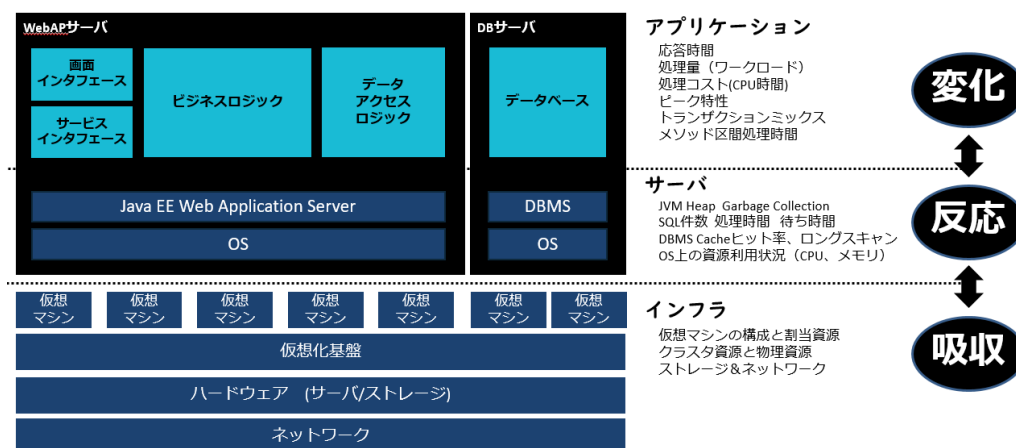 WebAPサーバ
画面
インタフェース
サービス
インタフェース
ビジネスロジック
データ
アクセス
ロジック
Java EE Web Application Server
OS
DBサーバ
データベース
DBMS
OS
アプリケーション
応答時間
処理量（ワークロード）
処理コスト(CPU時間)
ピーク特性
トランザクションミックス
メソッド区間処理時間
変化
サーバ
JVM Heap Garbage Collection
SQL件数 処理時間 待ち時間
DBMS Cacheヒット率、ロングスキャン
OS上の資源利用状況（CPU、メモリ）
反応
仮想
マシン
仮想
マシン
仮想
マシン
仮想
マシン
仮想
マシン
仮想
マシン
仮想
マシン
仮想化基盤
ハードウェア (サーバ/ストレージ)
ネットワーク
インフラ
仮想マシンの構成と割当資源
クラスタ資源と物理資源
ストレージ＆ネットワーク
吸収